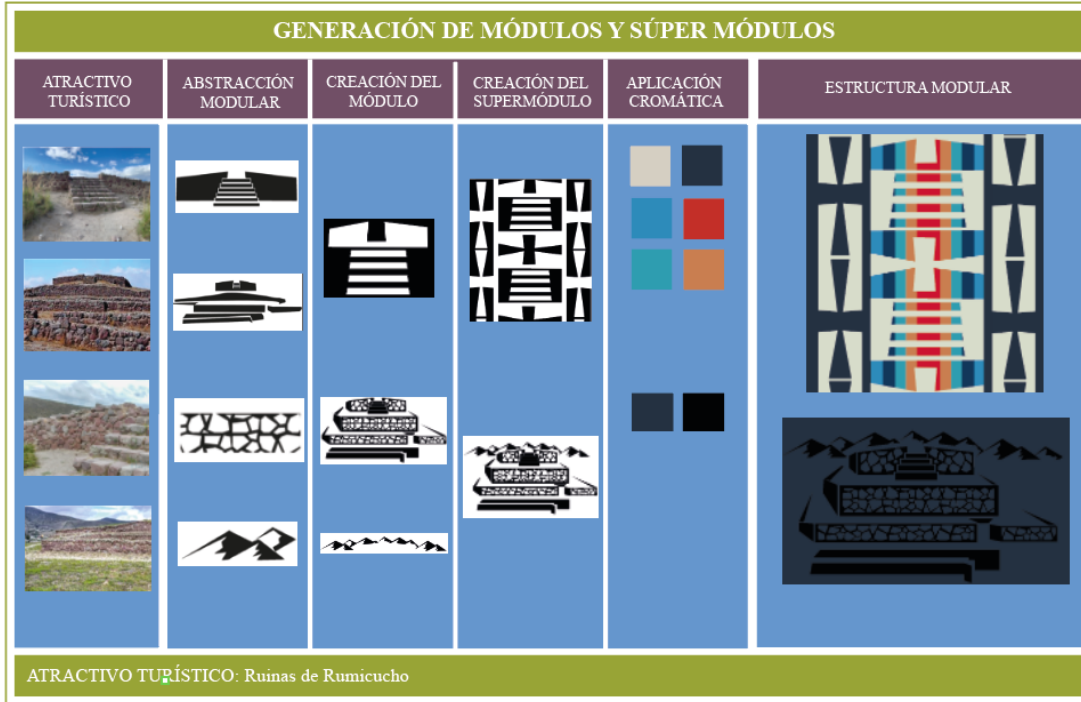 GENERACIÓN DE MÓDULOS Y SÚPER MÓDULOS
ATRACTIVO
TURÍSTICO
ABSTRACCIÓN
MODULAR
CREACIÓN DEL
MÓDULO
CREACIÓN DEL
SUPERMÓDULO
APLICACIÓN
CROMÁTICA
ESTRUCTURA MODULAR
ATRACTIVO TURÍSTICO: Ruinas de Rumicucho